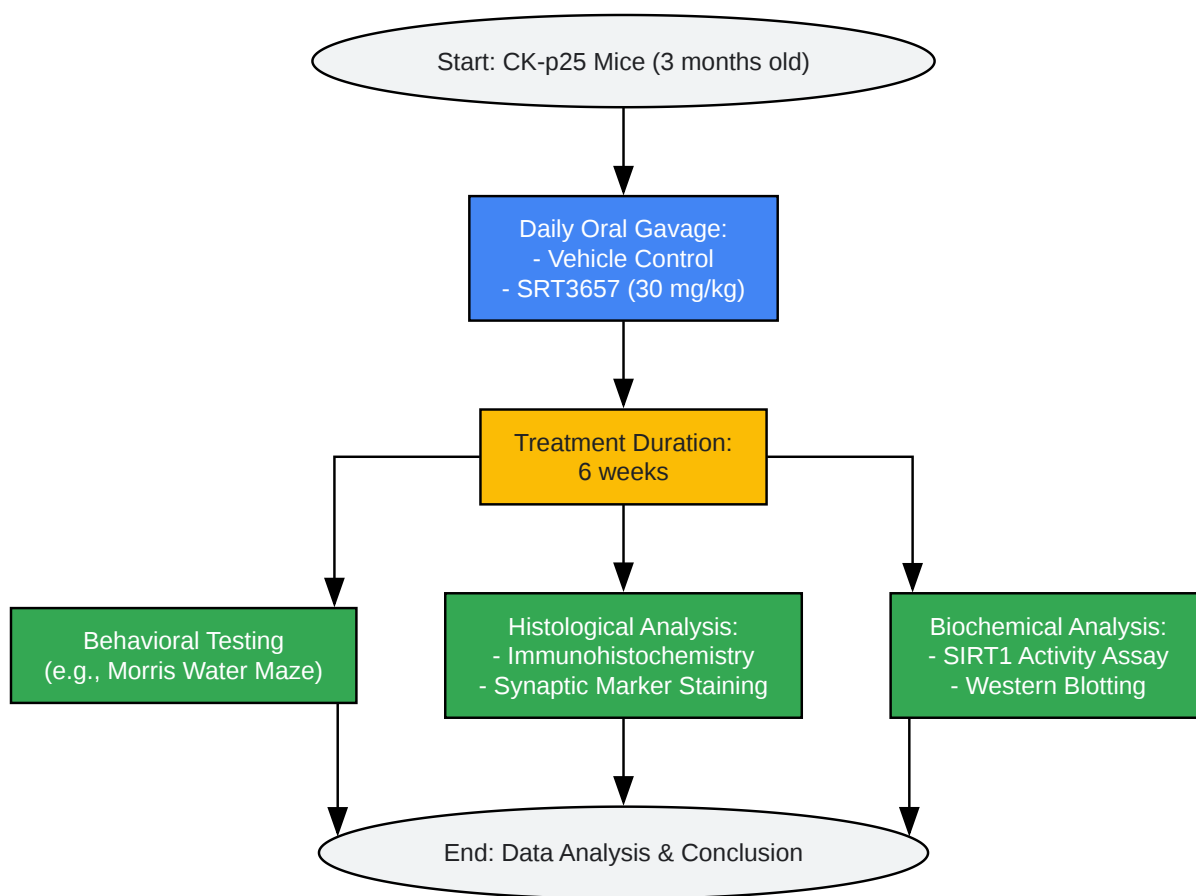 Start: CK-p25 Mice (3 months old)
Daily Oral Gavage:
- Vehicle Control
- SRT3657 (30 mg/kg)
Treatment Duration:
6 weeks
Behavioral Testing
(e.g., Morris Water Maze)
Histological Analysis:
- Immunohistochemistry
- Synaptic Marker Staining
Biochemical Analysis:
- SIRT1 Activity Assay
- Western Blotting
End: Data Analysis & Conclusion